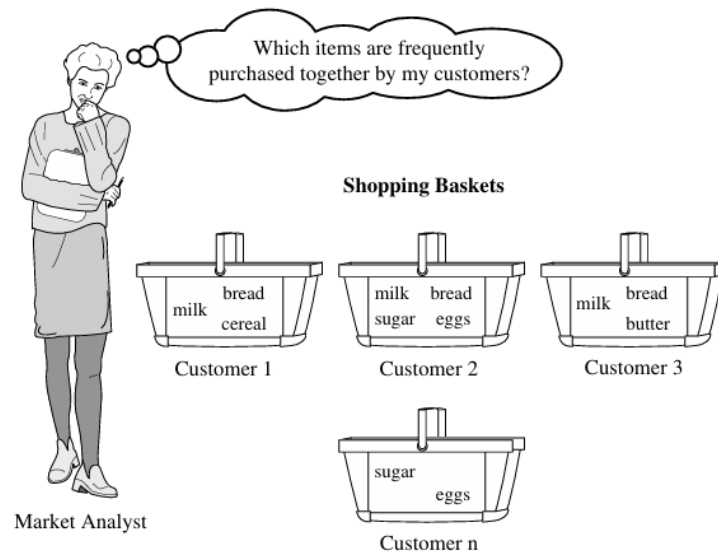 Which items are frequently
purchased together by my customers?
Shopping Baskets
milk
bread
cereal
Customer 1
milk bread
sugar eggs
Customer 2
milk
bread
butter
Customer 3
sugar
eggs
Customer n
Market Analyst